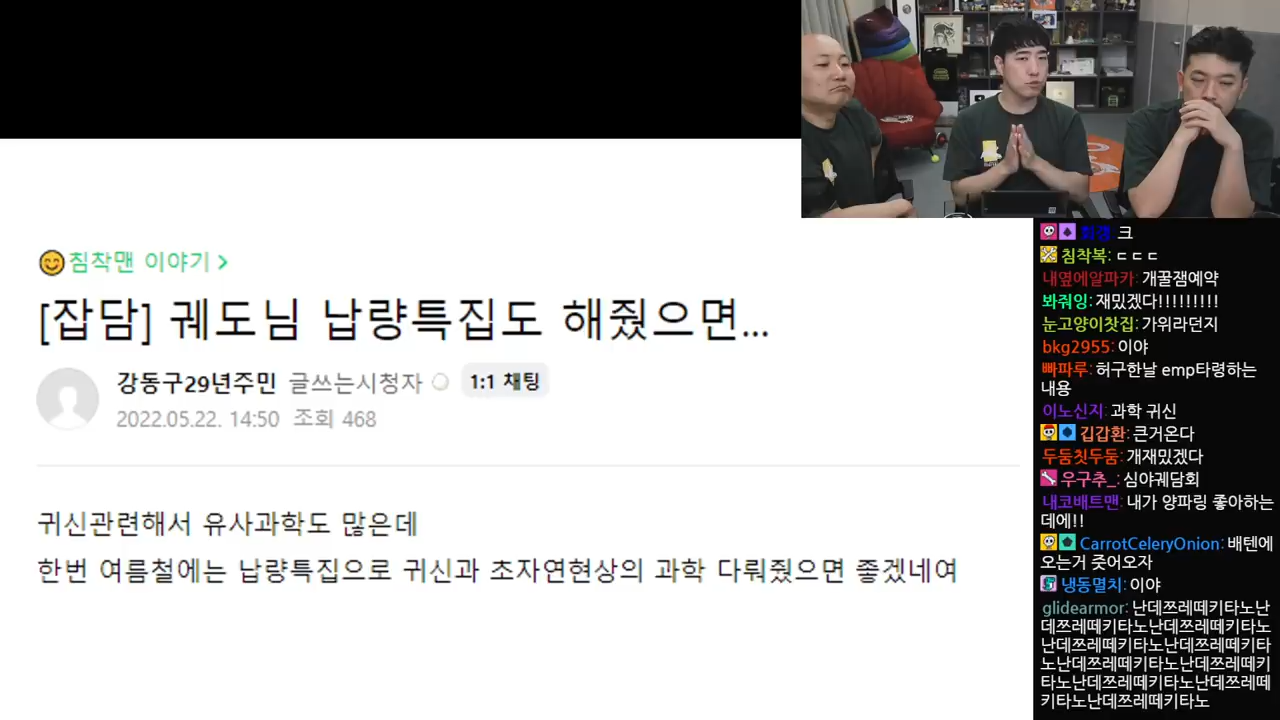 침착맨 이야기 >
[잡담] 궤도님 납량특집도 해줬으면...
강동구29년주민 글쓰는시청자 1:1 채팅
2022.05.22. 14:50 조회 468
귀신관련해서 유사과학도 많은데
한번 여름철에는 납량특집으로 귀신과 초자연현상의 과학 다뤄줬으면 좋겠네여
크
침착복: ㄷㄷㄷ
내옆에알파카: 개꿀잼예약
봐줘잉: 재밌겠다!!!!!!!!!
눈고양이찻집: 가위라던지
bkg2955: 이야
빠파루: 허구한날 emp타령하는
내용
이노신지: 과학 귀신
김갑환: 큰거온다
두둠칫두둠: 개재밌겠다
우구추_: 심야궤담회
내코배트맨: 내가 양파링 좋아하는
데에!!
CarrotCeleryOnion: 배텐에
오는거 줏어오자
냉동멸치: 이야
glidearmor: 난데쯔레떼키타노난
데쯔레떼키타노난데쯔레떼키타노
난데쯔레떼키타노난데쯔레떼키타
노난데쯔레떼키타노난데쯔레떼키
타노난데쯔레떼키타노난데쯔레떼
키타노난데쯔레떼키타노